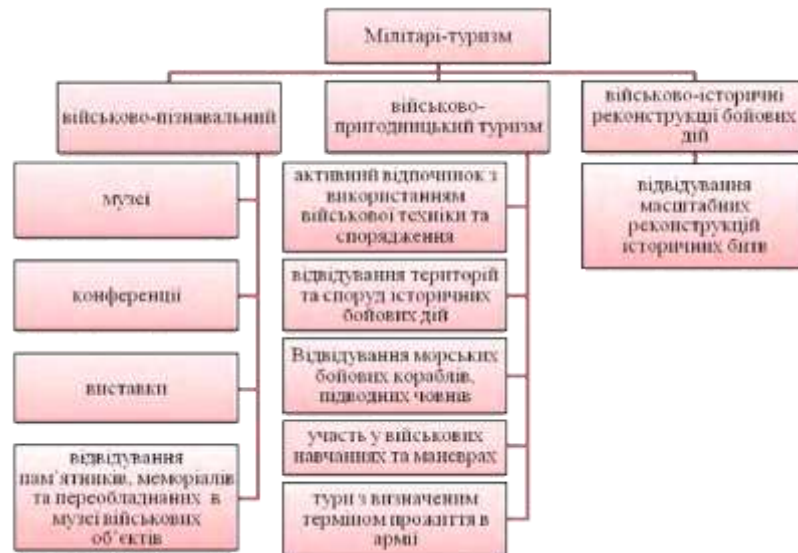 Мілітарі-туризм
військово-пізнавальний
музеї
конференції
виставки
відвідування
пам'ятників, меморіалів
та переобладнаних в
музеї військових
об'єктів
військово-
пригодницький туризм
активний відпочинок з
використанням
військової техніки та
спорядження
відвідування територій
та споруд історичних
бойових дій
Відвідування морських
бойових кораблів,
підводних човнів
участь у військових
навчаннях та маневрах
тури з визначеним
терміном прожиття в
армії
військово-історичні
реконструкції бойових
дій
відвідування
масштабних
реконструкцій
історичних битв